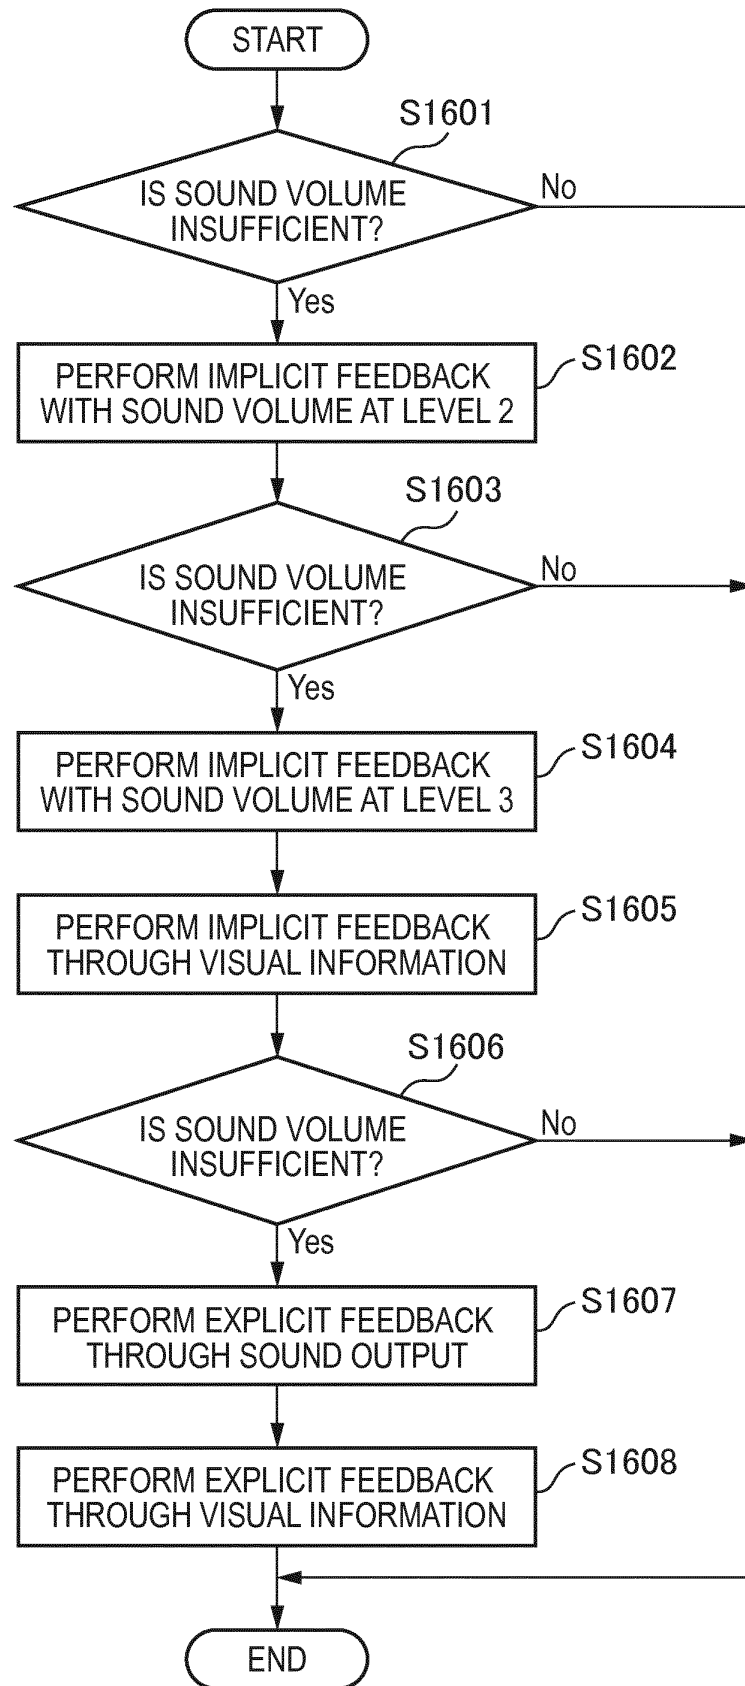 START
S1601
IS SOUND VOLUME
INSUFFICIENT?
No
Yes
S1602
PERFORM IMPLICIT FEEDBACK
WITH SOUND VOLUME AT LEVEL 2
S1603
IS SOUND VOLUME
INSUFFICIENT?
No
Yes
S1604
PERFORM IMPLICIT FEEDBACK
WITH SOUND VOLUME AT LEVEL 3
S1605
PERFORM IMPLICIT FEEDBACK
THROUGH VISUAL INFORMATION
S1606
IS SOUND VOLUME
INSUFFICIENT?
No
Yes
S1607
PERFORM EXPLICIT FEEDBACK
THROUGH SOUND OUTPUT
S1608
PERFORM EXPLICIT FEEDBACK
THROUGH VISUAL INFORMATION
END